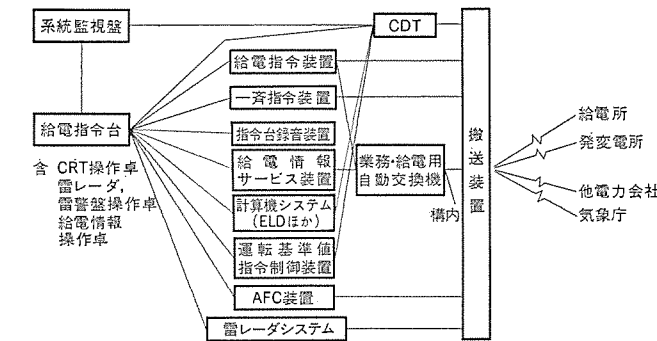 系統監視盤
CDT
給電指令装置
一斉指令装置
給電指令台
指令台録音装置
給電情報
サービス装置
業務・給電用
自動交換機
計算機システム
(ELDほか)
構内
運転基準値
指令制御装置
AFC装置
雷レーダシステム
含 CRT操作卓
雷レーダ,
雷警盤操作卓
給電情報
操作卓
搬送装置
給電所
発変電所
他電力会社
気象庁